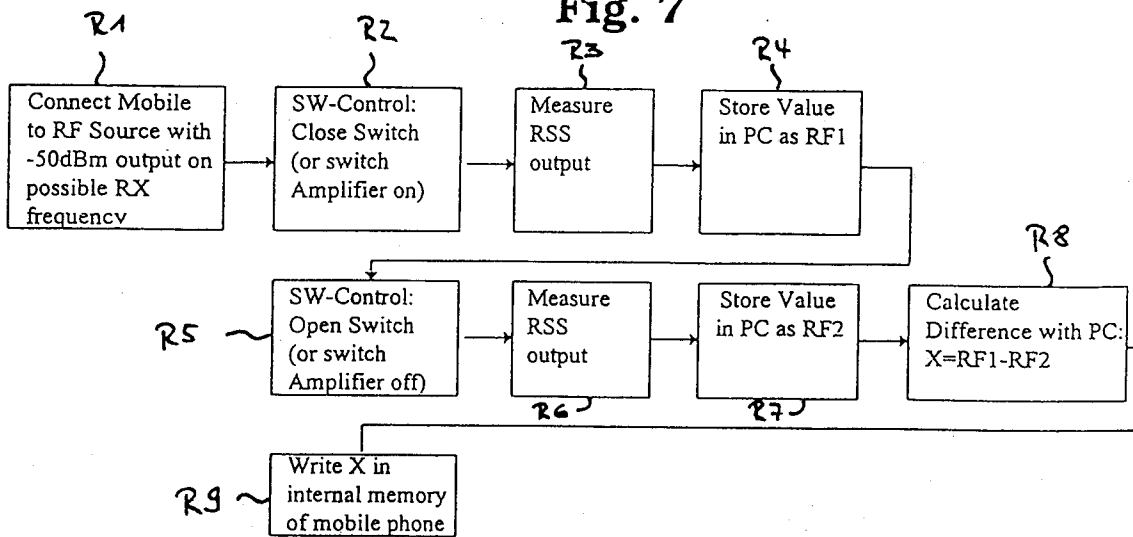 Fig. 7
R1
R2
R3
R4
Connect Mobile
to RF Source with
-50dBm output on
possible RX
frequency
SW-Control:
Close Switch
(or switch
Amplifier on)
Measure
RSS
output
Store Value
in PC as RF1
R8
R5
SW-Control:
Open Switch
(or switch
Amplifier off)
Measure
RSS
output
Store Value
in PC as RF2
Calculate
Difference with PC:
X=RF1-RF2
R6
R7
R9
Write X in
internal memory
of mobile phone